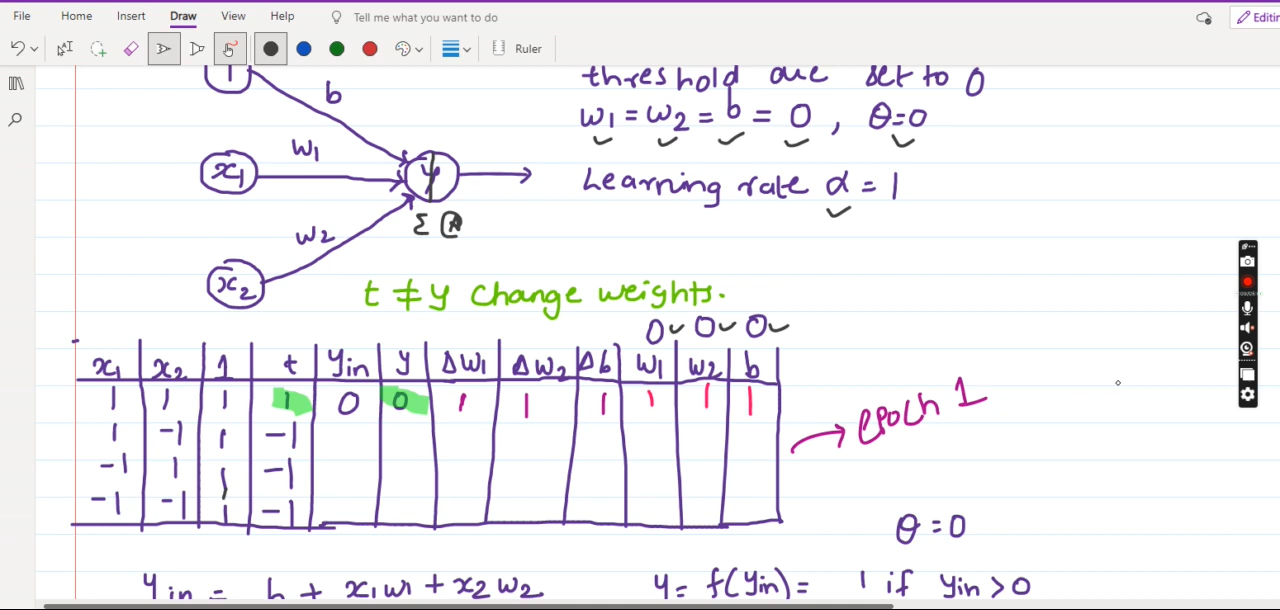 File Home Insert Draw View Help Tell me what you want to do Editin
Ruler
1
b
threshold are set to 0
w1 = w2 = b = 0, θ=0
w1
x1
y
Learning rate α = 1
Σ
w2
x2
t ≠ y change weights.
0 0 0
x1 x2 1 t yin y Δw1 Δw2 Δb w1 w2 b
1 1 1 1 0 0 1 1 1 1 1 1
1 -1 1 -1
-1 1 1 -1
-1 -1 1 -1
epoch 1
θ = 0
yin = b + x1w1 + x2w2
y = f(yin) = 1 if yin > 0